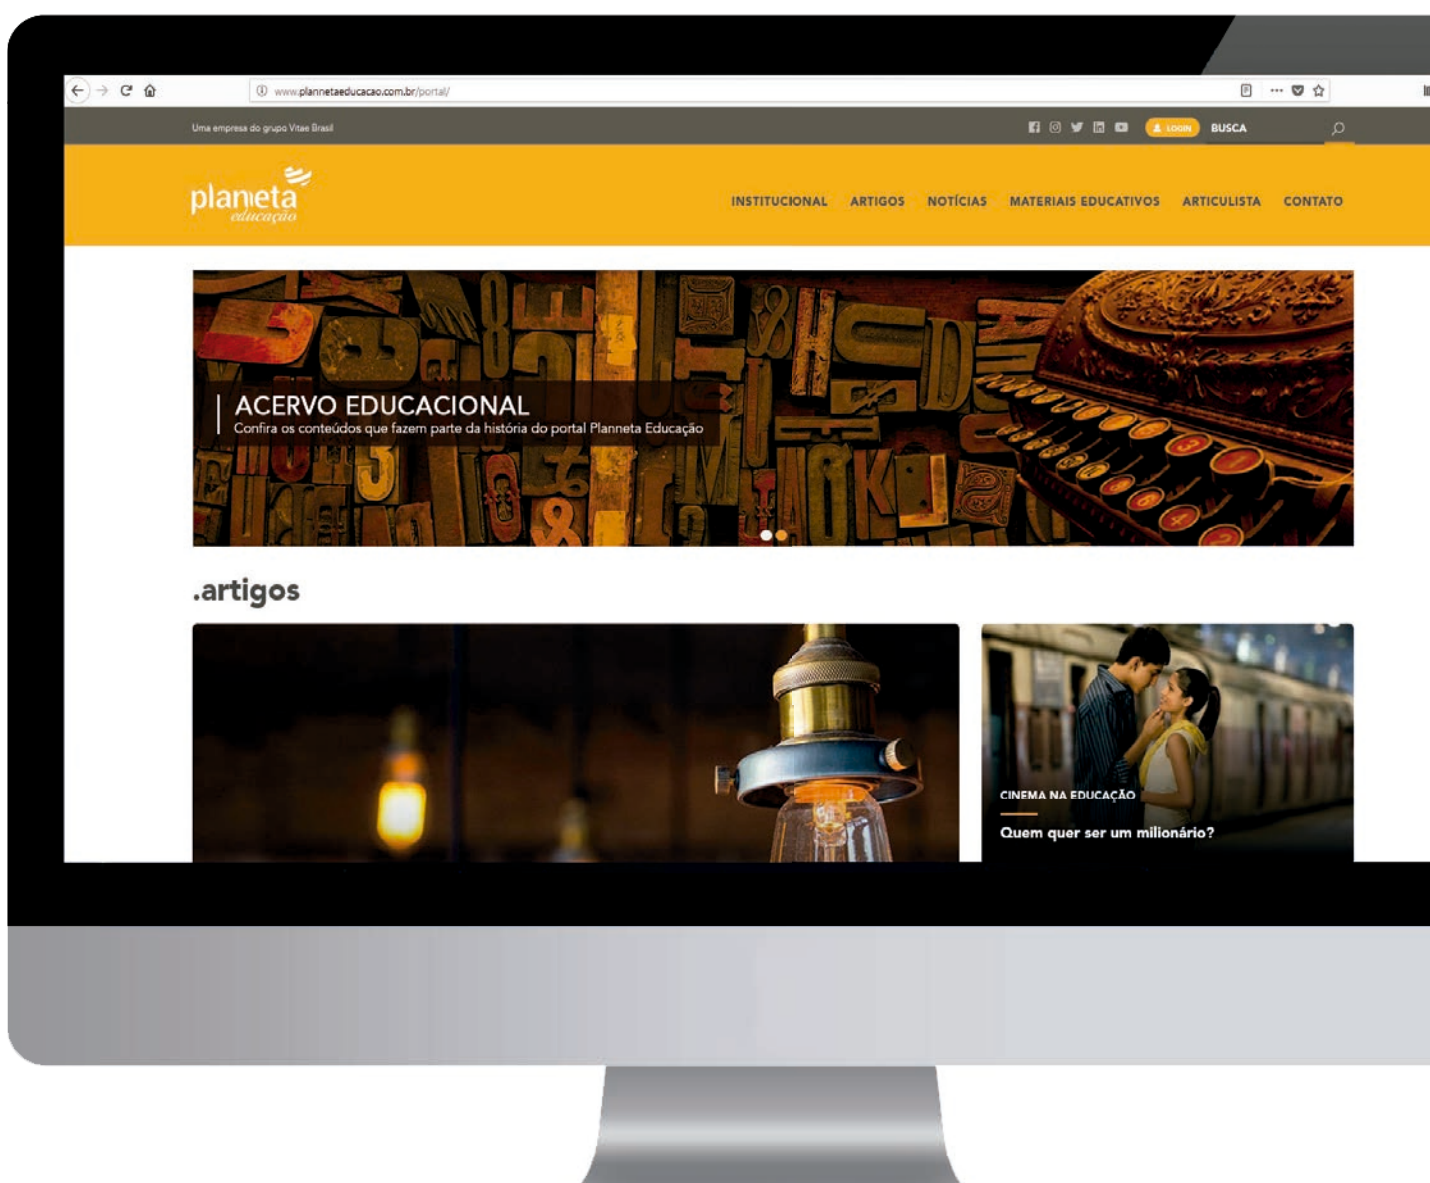 www.plannetaeducacao.com.br/portal/
Uma empresa do grupo Vitae Brasil
LOGIN
BUSCA
planneta
educação
INSTITUCIONAL ARTIGOS NOTÍCIAS MATERIAIS EDUCATIVOS ARTICULISTA CONTATO
ACERVO EDUCACIONAL
Confira os conteúdos que fazem parte da história do portal Planneta Educação
.artigos
CINEMA NA EDUCAÇÃO
Quem quer ser um milionário?